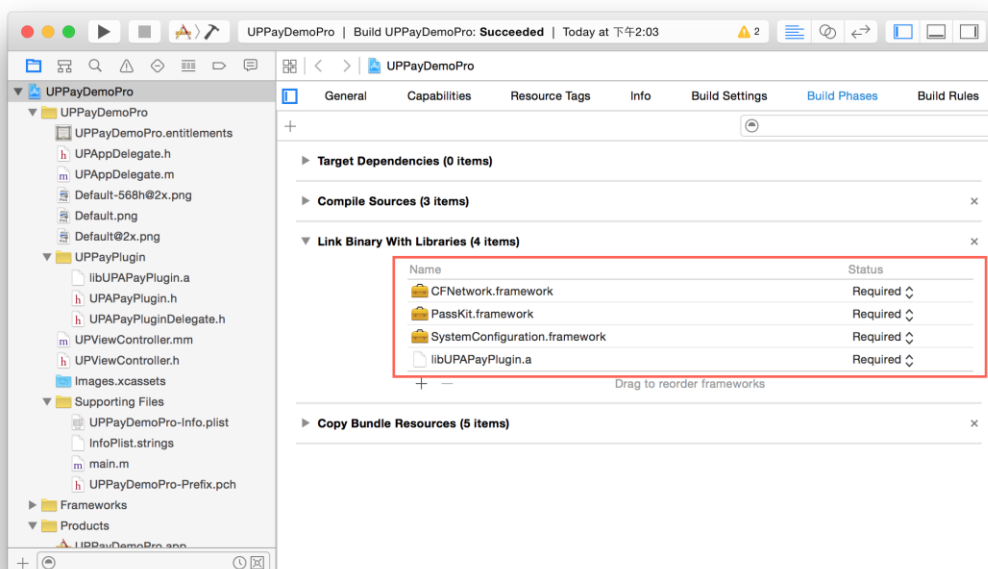 UPPayDemoPro | Build UPPayDemoPro: Succeeded | Today at 下午2:03
2
UPPayDemoPro
UPPayDemoPro
General
Capabilities
Resource Tags
Info
Build Settings
Build Phases
Build Rules
UPPayDemoPro
UPPayDemoPro.entitlements
UPAppDelegate.h
UPAppDelegate.m
Default-568h@2x.png
Default.png
Default@2x.png
UPPayPlugin
libUPAPayPlugin.a
UPAPayPlugin.h
UPAPayPluginDelegate.h
UPViewController.mm
UPViewController.h
Images.xcassets
Supporting Files
UPPayDemoPro-Info.plist
InfoPlist.strings
main.m
UPPayDemoPro-Prefix.pch
Frameworks
Products
UPPayDemoPro.app
Target Dependencies (0 items)
Compile Sources (3 items)
Link Binary With Libraries (4 items)
Name Status
CFNetwork.framework Required
PassKit.framework Required
SystemConfiguration.framework Required
libUPAPayPlugin.a Required
Drag to reorder frameworks
Copy Bundle Resources (5 items)